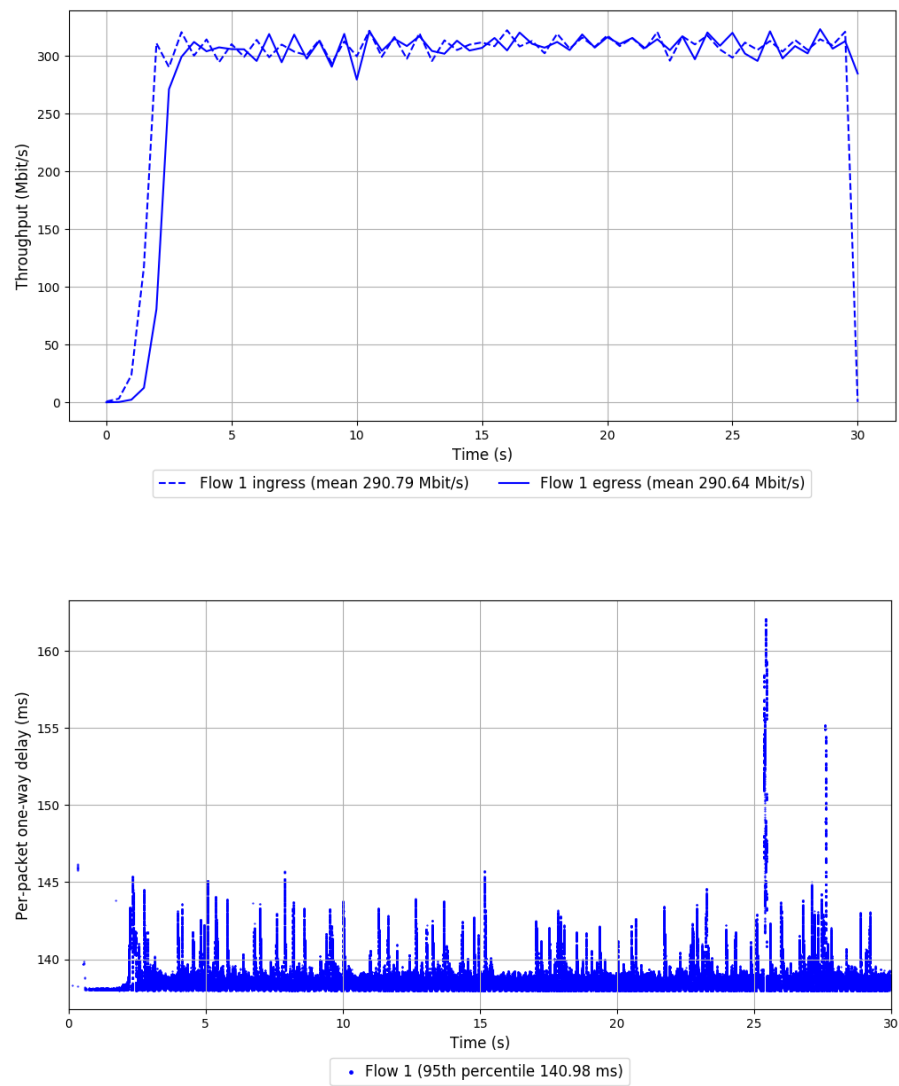 300
250
200
150
100
50
0
Throughput (Mbit/s)
0 5 10 15 20 25 30
Time (s)
Flow 1 ingress (mean 290.79 Mbit/s) Flow 1 egress (mean 290.64 Mbit/s)
160
155
150
145
140
Per-packet one-way delay (ms)
0 5 10 15 20 25 30
Time (s)
Flow 1 (95th percentile 140.98 ms)